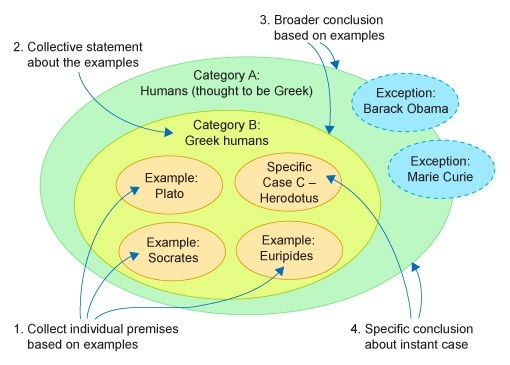 3. Broader conclusion
based on examples
2. Collective statement
about the examples
Category A:
Humans (thought to be Greek)
Exception:
Barack Obama
Category B:
Greek humans
Exception:
Marie Curie
Example:
Plato
Specific
Case C –
Herodotus
Example:
Socrates
Example:
Euripides
1. Collect individual premises
based on examples
4. Specific conclusion
about instant case